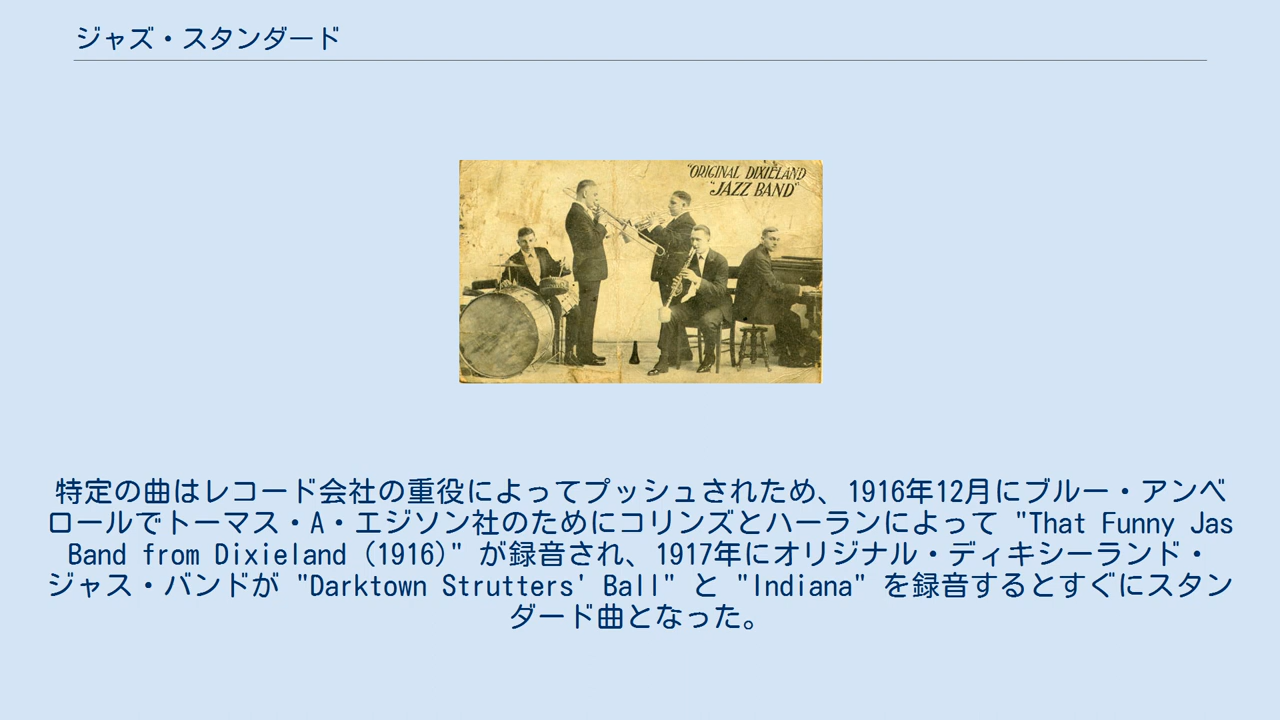 ジャズ・スタンダード
"ORIGINAL DIXIELAND
"JAZZ BAND"
特定の曲はレコード会社の重役によってプッシュされため、1916年12月にブルー・アンベ
ロールでトーマス・A・エジソン社のためにコリンズとハーランによって "That Funny Jas
Band from Dixieland (1916)" が録音され、1917年にオリジナル・ディキシーランド・
ジャス・バンドが "Darktown Strutters' Ball" と "Indiana" を録音するとすぐにスタン
ダード曲となった。